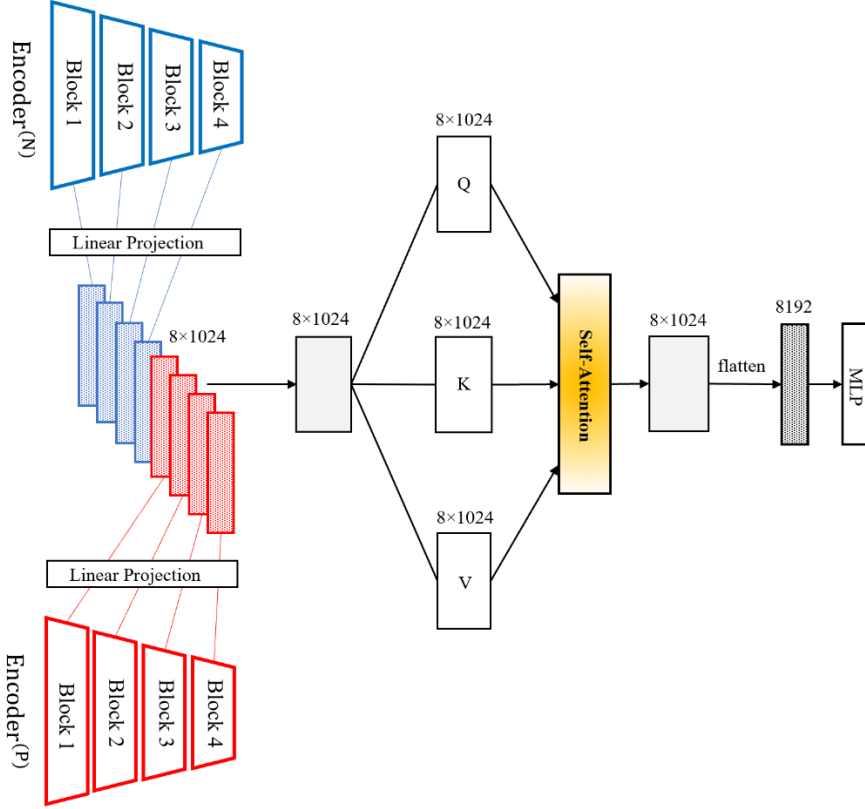 Encoder(N)
Block 1
Block 2
Block 3
Block 4
Linear Projection
8×1024
8×1024
8×1024
Q
8×1024
K
8×1024
V
Self-Attention
8×1024
flatten
8192
MLP
Linear Projection
Encoder(P)
Block 1
Block 2
Block 3
Block 4